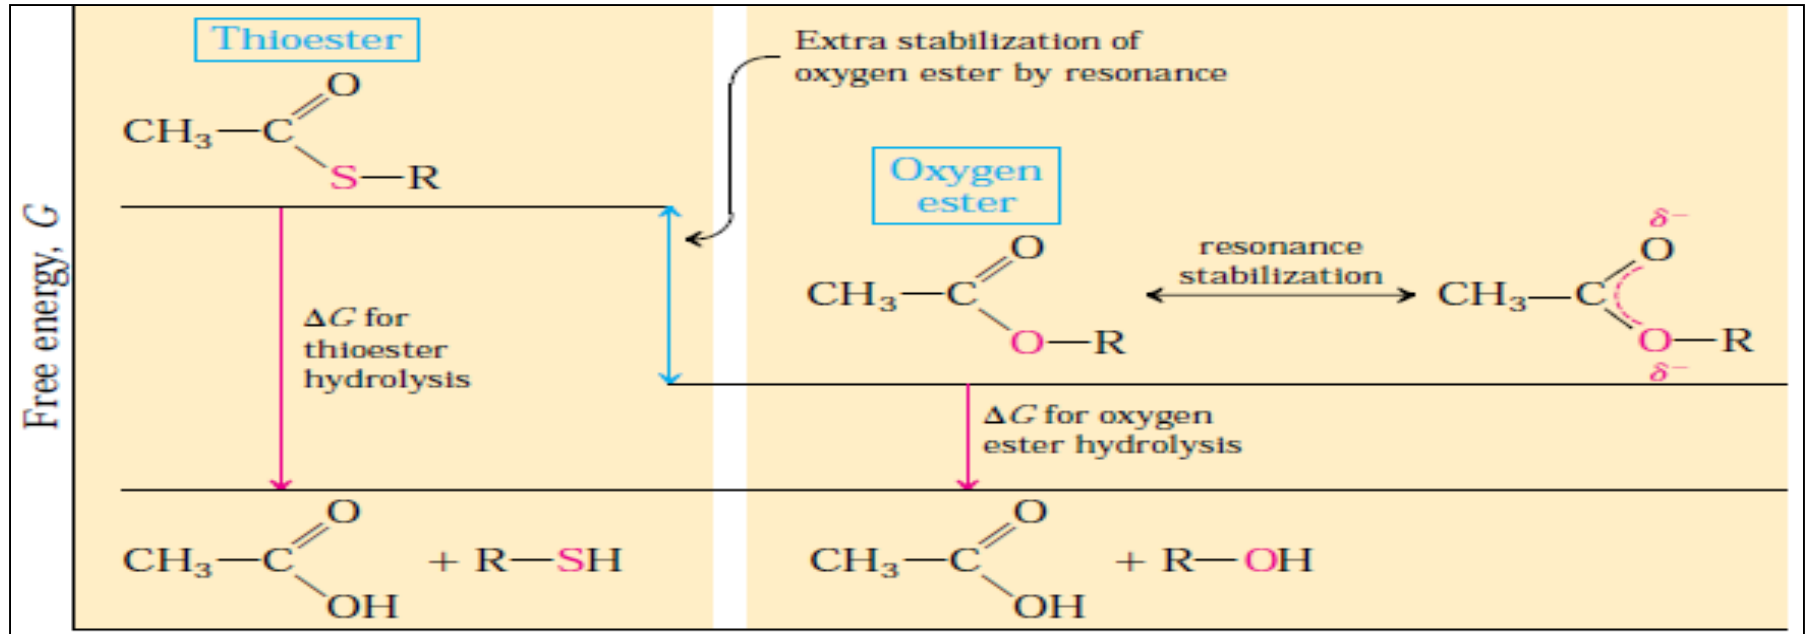 Free energy, G
Thioester
O
CH₃—C
S—R
Extra stabilization of
oxygen ester by resonance
ΔG for
thioester
hydrolysis
Oxygen
ester
O
CH₃—C
O—R
resonance
stabilization
δ⁻
O
CH₃—C
O—R
δ⁻
ΔG for oxygen
ester hydrolysis
O
CH₃—C + R—SH
OH
O
CH₃—C + R—OH
OH